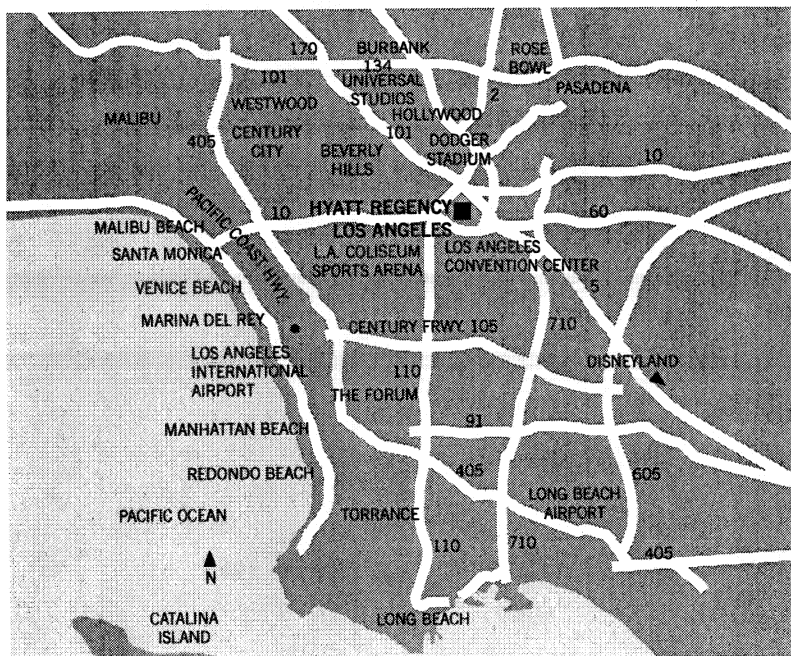 170
BURBANK
ROSE
BOWL
134
101
UNIVERSAL
STUDIOS
2
PASADENA
WESTWOOD
MALIBU
HOLLYWOOD
405
CENTURY
CITY
101
DODGER
STADIUM
BEVERLY
HILLS
10
PACIFIC COAST HWY.
10
HYATT REGENCY
LOS ANGELES
60
MALIBU BEACH
SANTA MONICA
L.A. COLISEUM
SPORTS ARENA
LOS ANGELES
CONVENTION CENTER
VENICE BEACH
5
MARINA DEL REY
CENTURY FRWY. 105
710
LOS ANGELES
INTERNATIONAL
AIRPORT
DISNEYLAND
110
THE FORUM
MANHATTAN BEACH
91
REDONDO BEACH
405
605
LONG BEACH
AIRPORT
PACIFIC OCEAN
TORRANCE
110
710
405
N
CATALINA
ISLAND
LONG BEACH